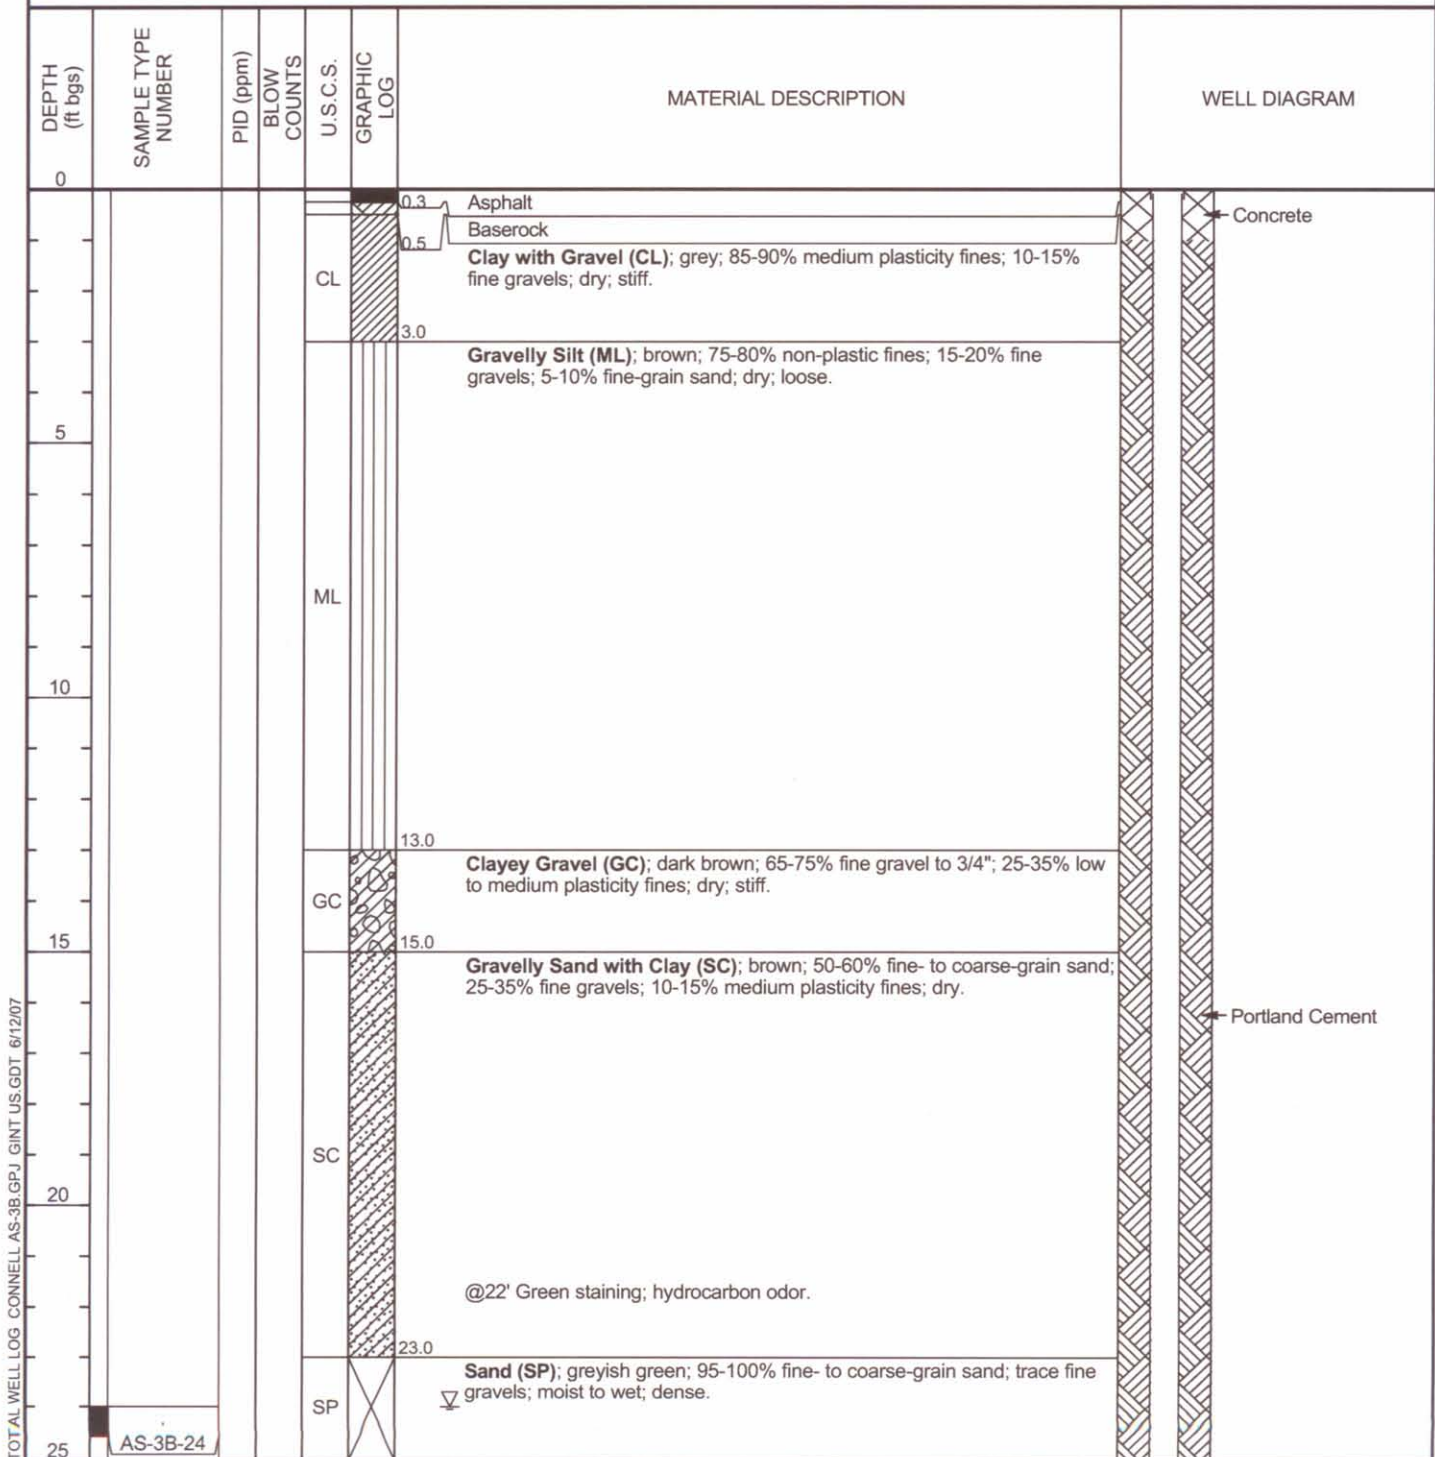 DEPTH
(ft bgs)
SAMPLE TYPE
NUMBER
PID (ppm)
BLOW
COUNTS
U.S.C.S.
GRAPHIC
LOG
MATERIAL DESCRIPTION
WELL DIAGRAM
0
0.3 Asphalt
Concrete
Baserock
0.5
Clay with Gravel (CL); grey; 85-90% medium plasticity fines; 10-15%
fine gravels; dry; stiff.
CL
3.0
Gravelly Silt (ML); brown; 75-80% non-plastic fines; 15-20% fine
gravels; 5-10% fine-grain sand; dry; loose.
5
ML
10
13.0
Clayey Gravel (GC); dark brown; 65-75% fine gravel to 3/4"; 25-35% low
to medium plasticity fines; dry; stiff.
GC
15
15.0
Gravelly Sand with Clay (SC); brown; 50-60% fine- to coarse-grain sand;
25-35% fine gravels; 10-15% medium plasticity fines; dry.
Portland Cement
SC
20
@22' Green staining; hydrocarbon odor.
23.0
Sand (SP); greyish green; 95-100% fine- to coarse-grain sand; trace fine
gravels; moist to wet; dense.
SP
AS-3B-24
25
TOTAL WELL LOG CONNELL AS-3B.GPJ GINT US.GDT 6/12/07